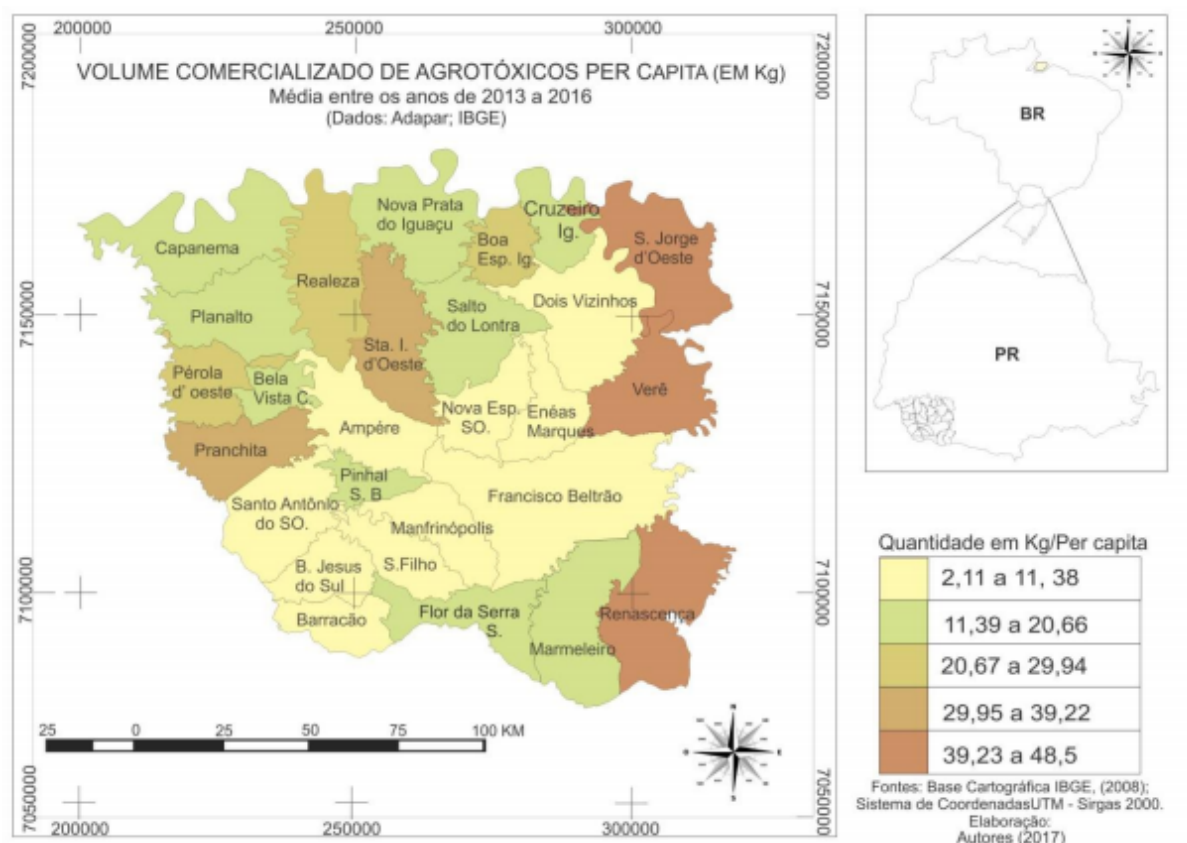 200000 250000 300000
7200000
7200000
VOLUME COMERCIALIZADO DE AGROTÓXICOS PER CAPITA (EM Kg)
Média entre os anos de 2013 a 2016
(Dados: Adapar; IBGE)
Capanema
Nova Prata
do Iguaçu
Cruzeiro
Ig.
Boa
Esp. Ig.
S. Jorge
d'Oeste
Realeza
Dois Vizinhos
7150000
7150000
Planalto
Salto
do Lontra
Sta. I.
d'Oeste
Pérola
d' oeste
Bela
Vista C.
Verê
Nova Esp.
SO.
Enéas
Marques
Ampére
Pranchita
Pinhal
S. B
Francisco Beltrão
Santo Antônio
do SO.
Manfrinópolis
S.Filho
B. Jesus
do Sul
7100000
7100000
Barracão
Flor da Serra
S.
Renascença
Marmeleiro
25 0 25 50 75 100 KM
7050000
7050000
200000 250000 300000
BR
PR
Quantidade em Kg/Per capita
2,11 a 11, 38
11,39 a 20,66
20,67 a 29,94
29,95 a 39,22
39,23 a 48,5
Fontes: Base Cartográfica IBGE, (2008);
Sistema de CoordenadasUTM - Sirgas 2000.
Elaboração:
Autores (2017)